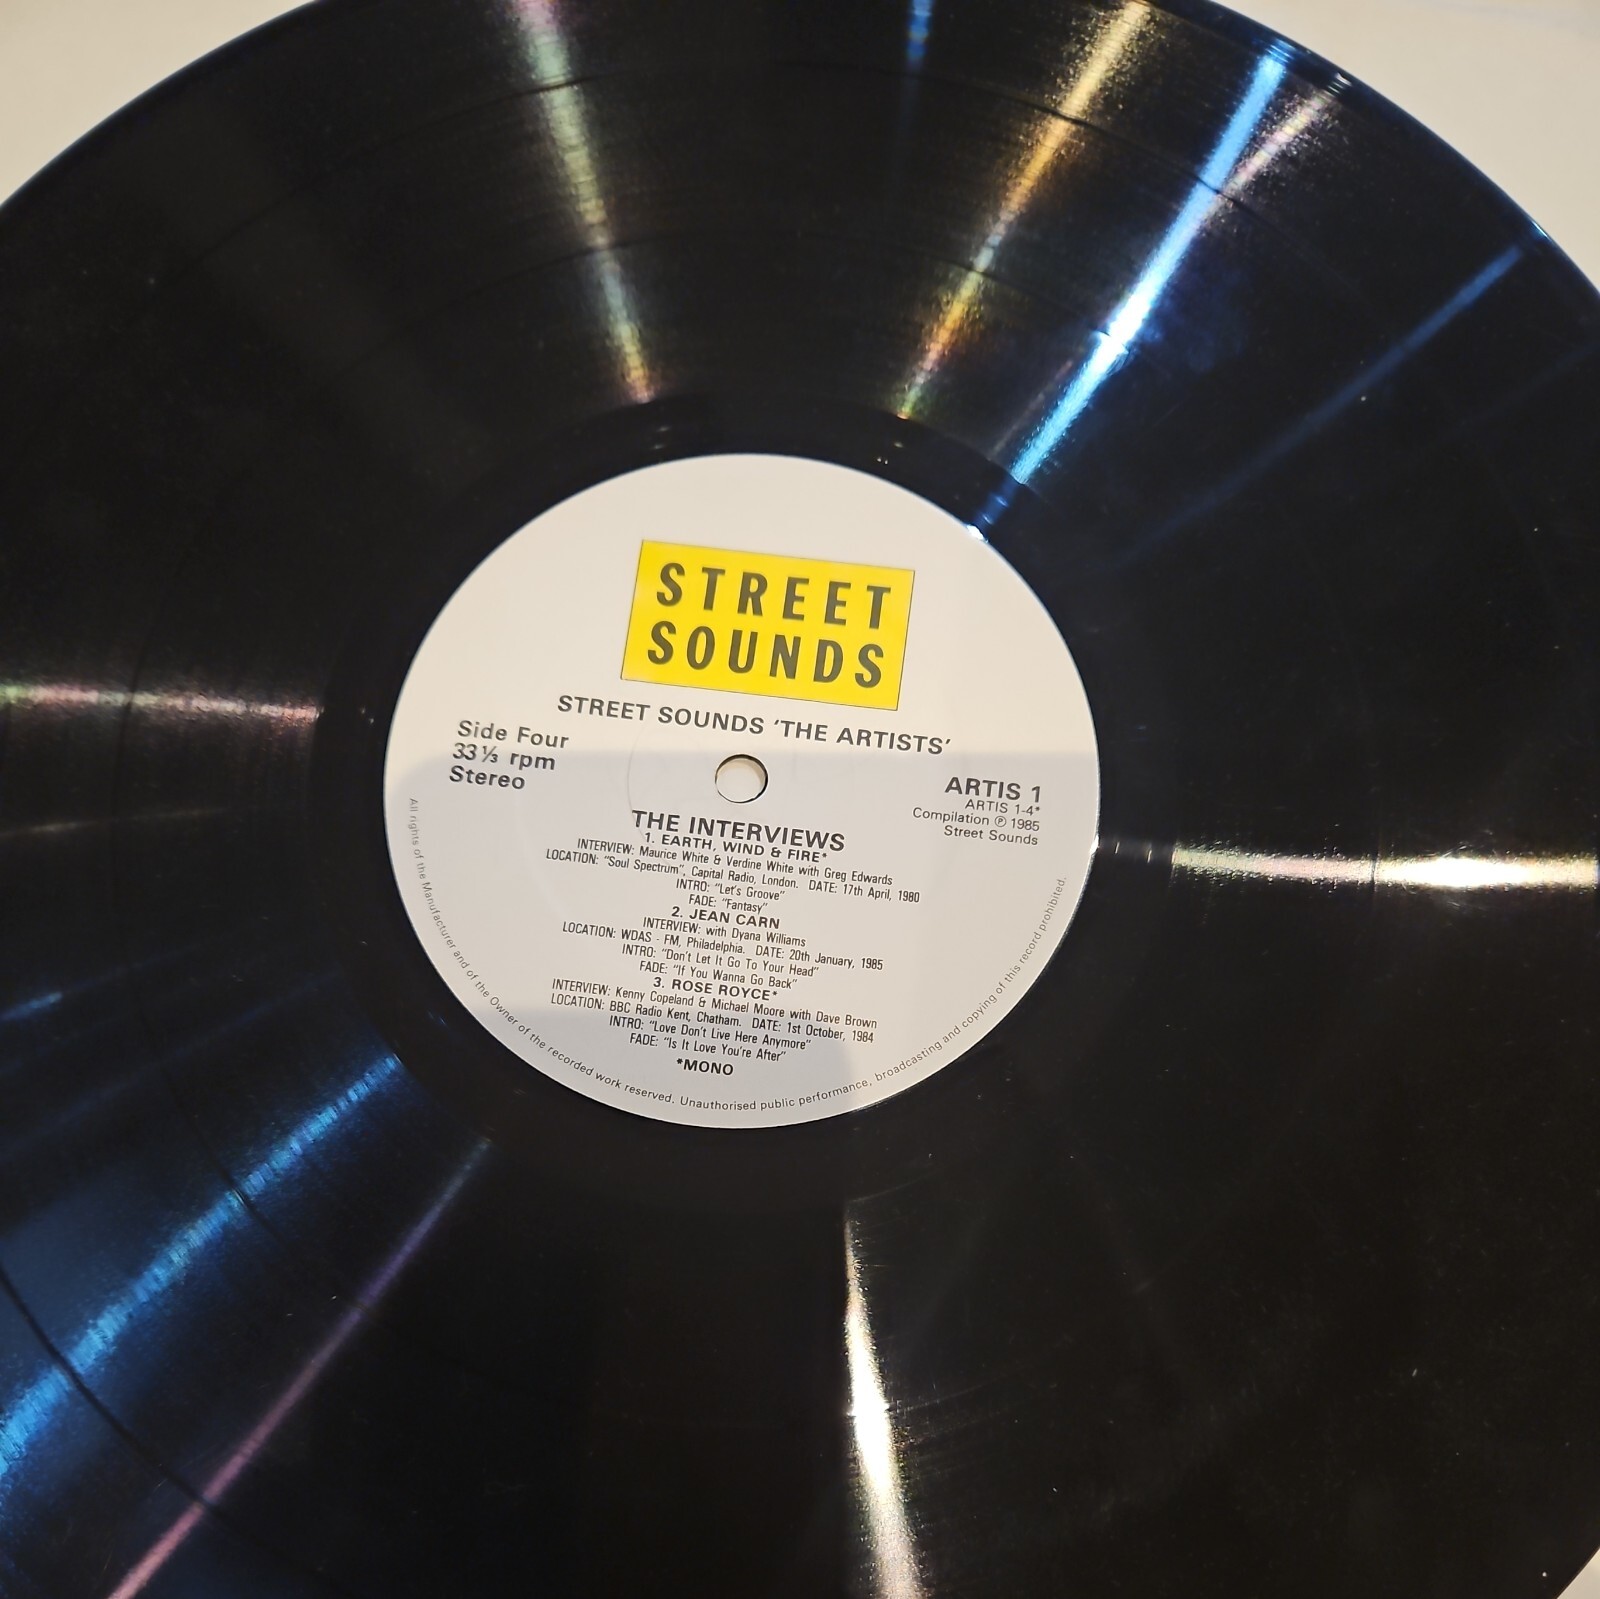 STREET
SOUNDS
STREET SOUNDS 'THE ARTISTS'
Side Four
33⅓ rpm
Stereo
ARTIS 1
ARTIS 1-4*
Compilation ℗ 1985
Street Sounds
THE INTERVIEWS
1. EARTH, WIND & FIRE*
INTERVIEW: Maurice White & Verdine White with Greg Edwards
LOCATION: "Soul Spectrum", Capital Radio, London. DATE: 17th April, 1980
INTRO: "Let's Groove"
FADE: "Fantasy"
2. JEAN CARN
INTERVIEW: with Dyana Williams
LOCATION: WDAS - FM, Philadelphia. DATE: 20th January, 1985
INTRO: "Don't Let It Go To Your Head"
FADE: "If You Wanna Go Back"
3. ROSE ROYCE*
INTERVIEW: Kenny Copeland & Michael Moore with Dave Brown
LOCATION: BBC Radio Kent, Chatham. DATE: 1st October, 1984
INTRO: "Love Don't Live Here Anymore"
FADE: "Is It Love You're After"
*MONO
All rights of the Manufacturer and of the Owner of the recorded work reserved. Unauthorised public performance, broadcasting and copying of this record prohibited.